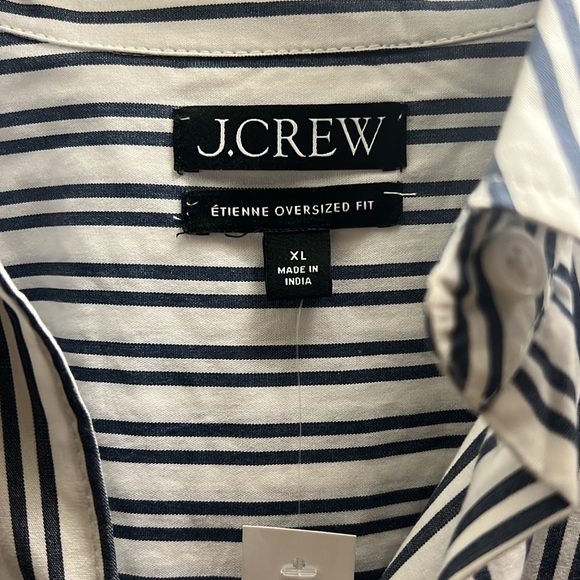 J.CREW
ÉTIENNE OVERSIZED FIT
XL
MADE IN
INDIA